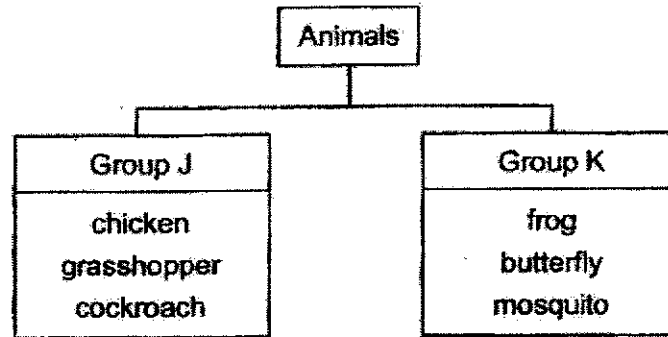 Animals
Group J
chicken
grasshopper
cockroach
Group K
frog
butterfly
mosquito